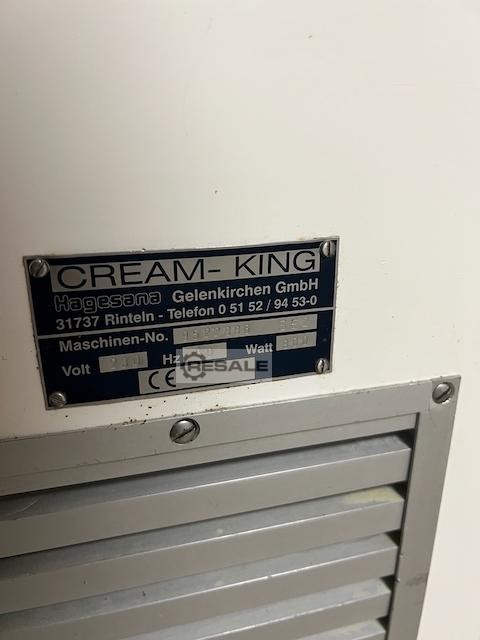 CREAM-KING
Hagesana Gelenkirchen GmbH
31737 Rinteln - Telefon 0 51 52 / 94 53-0
Maschinen-No.
Volt Hz Watt
CE
RESALE